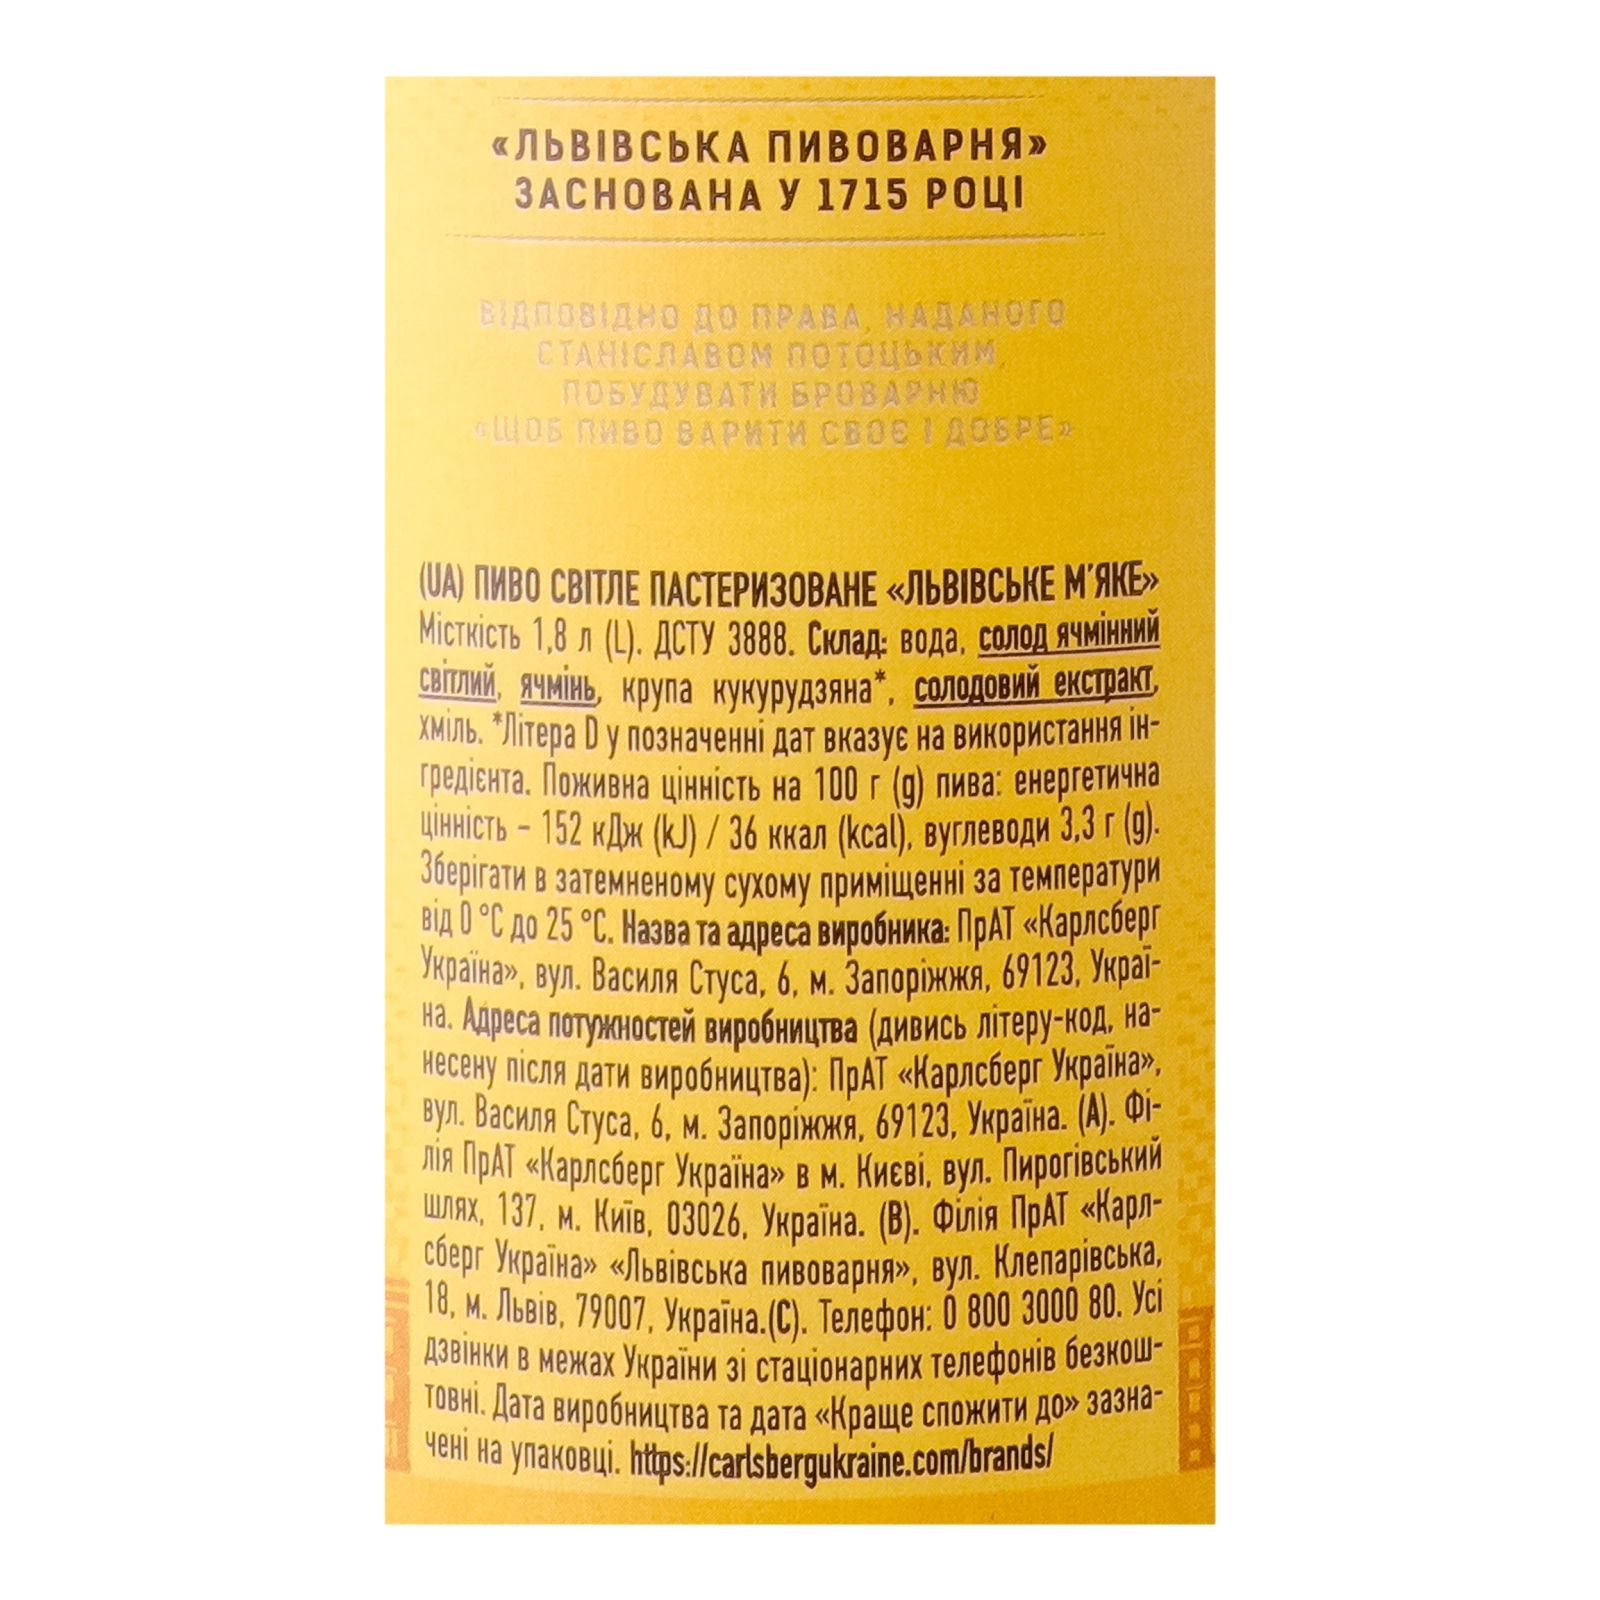 «ЛЬВІВСЬКА ПИВОВАРНЯ»
ЗАСНОВАНА У 1715 РОЦІ
ВІДПОВІДНО ДО ПРАВА, НАДАНОГО
СТАНІСЛАВОМ ПОТОЦЬКИМ,
ПОБУДУВАТИ БРОВАРНЮ
«ЩОБ ПИВО ВАРИТИ СВОЄ І ДОБРЕ»
(UA) ПИВО СВІТЛЕ ПАСТЕРИЗОВАНЕ «ЛЬВІВСЬКЕ М'ЯКЕ»
Місткість 1,8 л (L). ДСТУ 3888. Склад: вода, солод ячмінний
світлий, ячмінь, крупа кукурудзяна*, солодовий екстракт,
хміль. *Літера D у позначенні дат вказує на використання ін-
гредієнта. Поживна цінність на 100 г (g) пива: енергетична
цінність – 152 кДж (kJ) / 36 ккал (kcal), вуглеводи 3,3 г (g).
Зберігати в затемненому сухому приміщенні за температури
від 0 °С до 25 °С. Назва та адреса виробника: ПрАТ «Карлсберг
Україна», вул. Василя Стуса, 6, м. Запоріжжя, 69123, Украї-
на. Адреса потужностей виробництва (дивись літеру-код, на-
несену після дати виробництва): ПрАТ «Карлсберг Україна»,
вул. Василя Стуса, 6, м. Запоріжжя, 69123, Україна. (А). Фі-
лія ПрАТ «Карлсберг Україна» в м. Києві, вул. Пирогівський
шлях, 137, м. Київ, 03026, Україна. (В). Філія ПрАТ «Карл-
сберг Україна» «Львівська пивоварня», вул. Клепарівська,
18, м. Львів, 79007, Україна.(С). Телефон: 0 800 3000 80. Усі
дзвінки в межах України зі стаціонарних телефонів безкош-
товні. Дата виробництва та дата «Краще спожити до» зазна-
чені на упаковці. https://carlsbergukraine.com/brands/